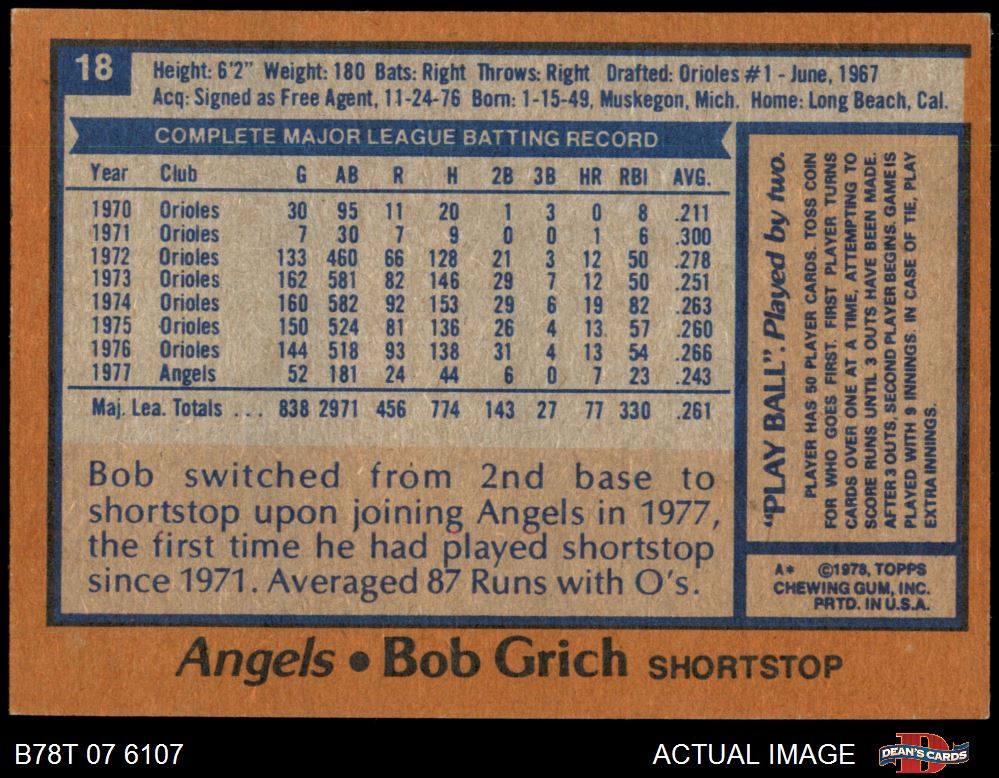 18
Height: 6'2" Weight: 180 Bats: Right Throws: Right Drafted: Orioles #1 - June, 1967
Acq: Signed as Free Agent, 11-24-76 Born: 1-15-49, Muskegon, Mich. Home: Long Beach, Cal.
COMPLETE MAJOR LEAGUE BATTING RECORD
Year Club G AB R H 2B 3B HR RBI AVG.
1970 Orioles 30 95 11 20 1 3 0 8 .211
1971 Orioles 7 30 7 9 0 0 1 6 .300
1972 Orioles 133 460 66 128 21 3 12 50 .278
1973 Orioles 162 581 82 146 29 7 12 50 .251
1974 Orioles 160 582 92 153 29 6 19 82 .263
1975 Orioles 150 524 81 136 26 4 13 57 .260
1976 Orioles 144 518 93 138 31 4 13 54 .266
1977 Angels 52 181 24 44 6 0 7 23 .243
Maj. Lea. Totals ... 838 2971 456 774 143 27 77 330 .261
Bob switched from 2nd base to
shortstop upon joining Angels in 1977,
the first time he had played shortstop
since 1971. Averaged 87 Runs with O's.
"PLAY BALL". Played by two.
PLAYER HAS 50 PLAYER CARDS. TOSS COIN
FOR WHO GOES FIRST. FIRST PLAYER TURNS
CARDS OVER ONE AT A TIME, ATTEMPTING TO
SCORE RUNS UNTIL 3 OUTS HAVE BEEN MADE.
AFTER 3 OUTS, SECOND PLAYER BEGINS. GAME IS
PLAYED WITH 9 INNINGS. IN CASE OF TIE, PLAY
EXTRA INNINGS.
A* ©1978, TOPPS
CHEWING GUM, INC.
PRTD. IN U.S.A.
Angels • Bob Grich SHORTSTOP
B78T 07 6107
ACTUAL IMAGE
D
DEAN'S CARDS